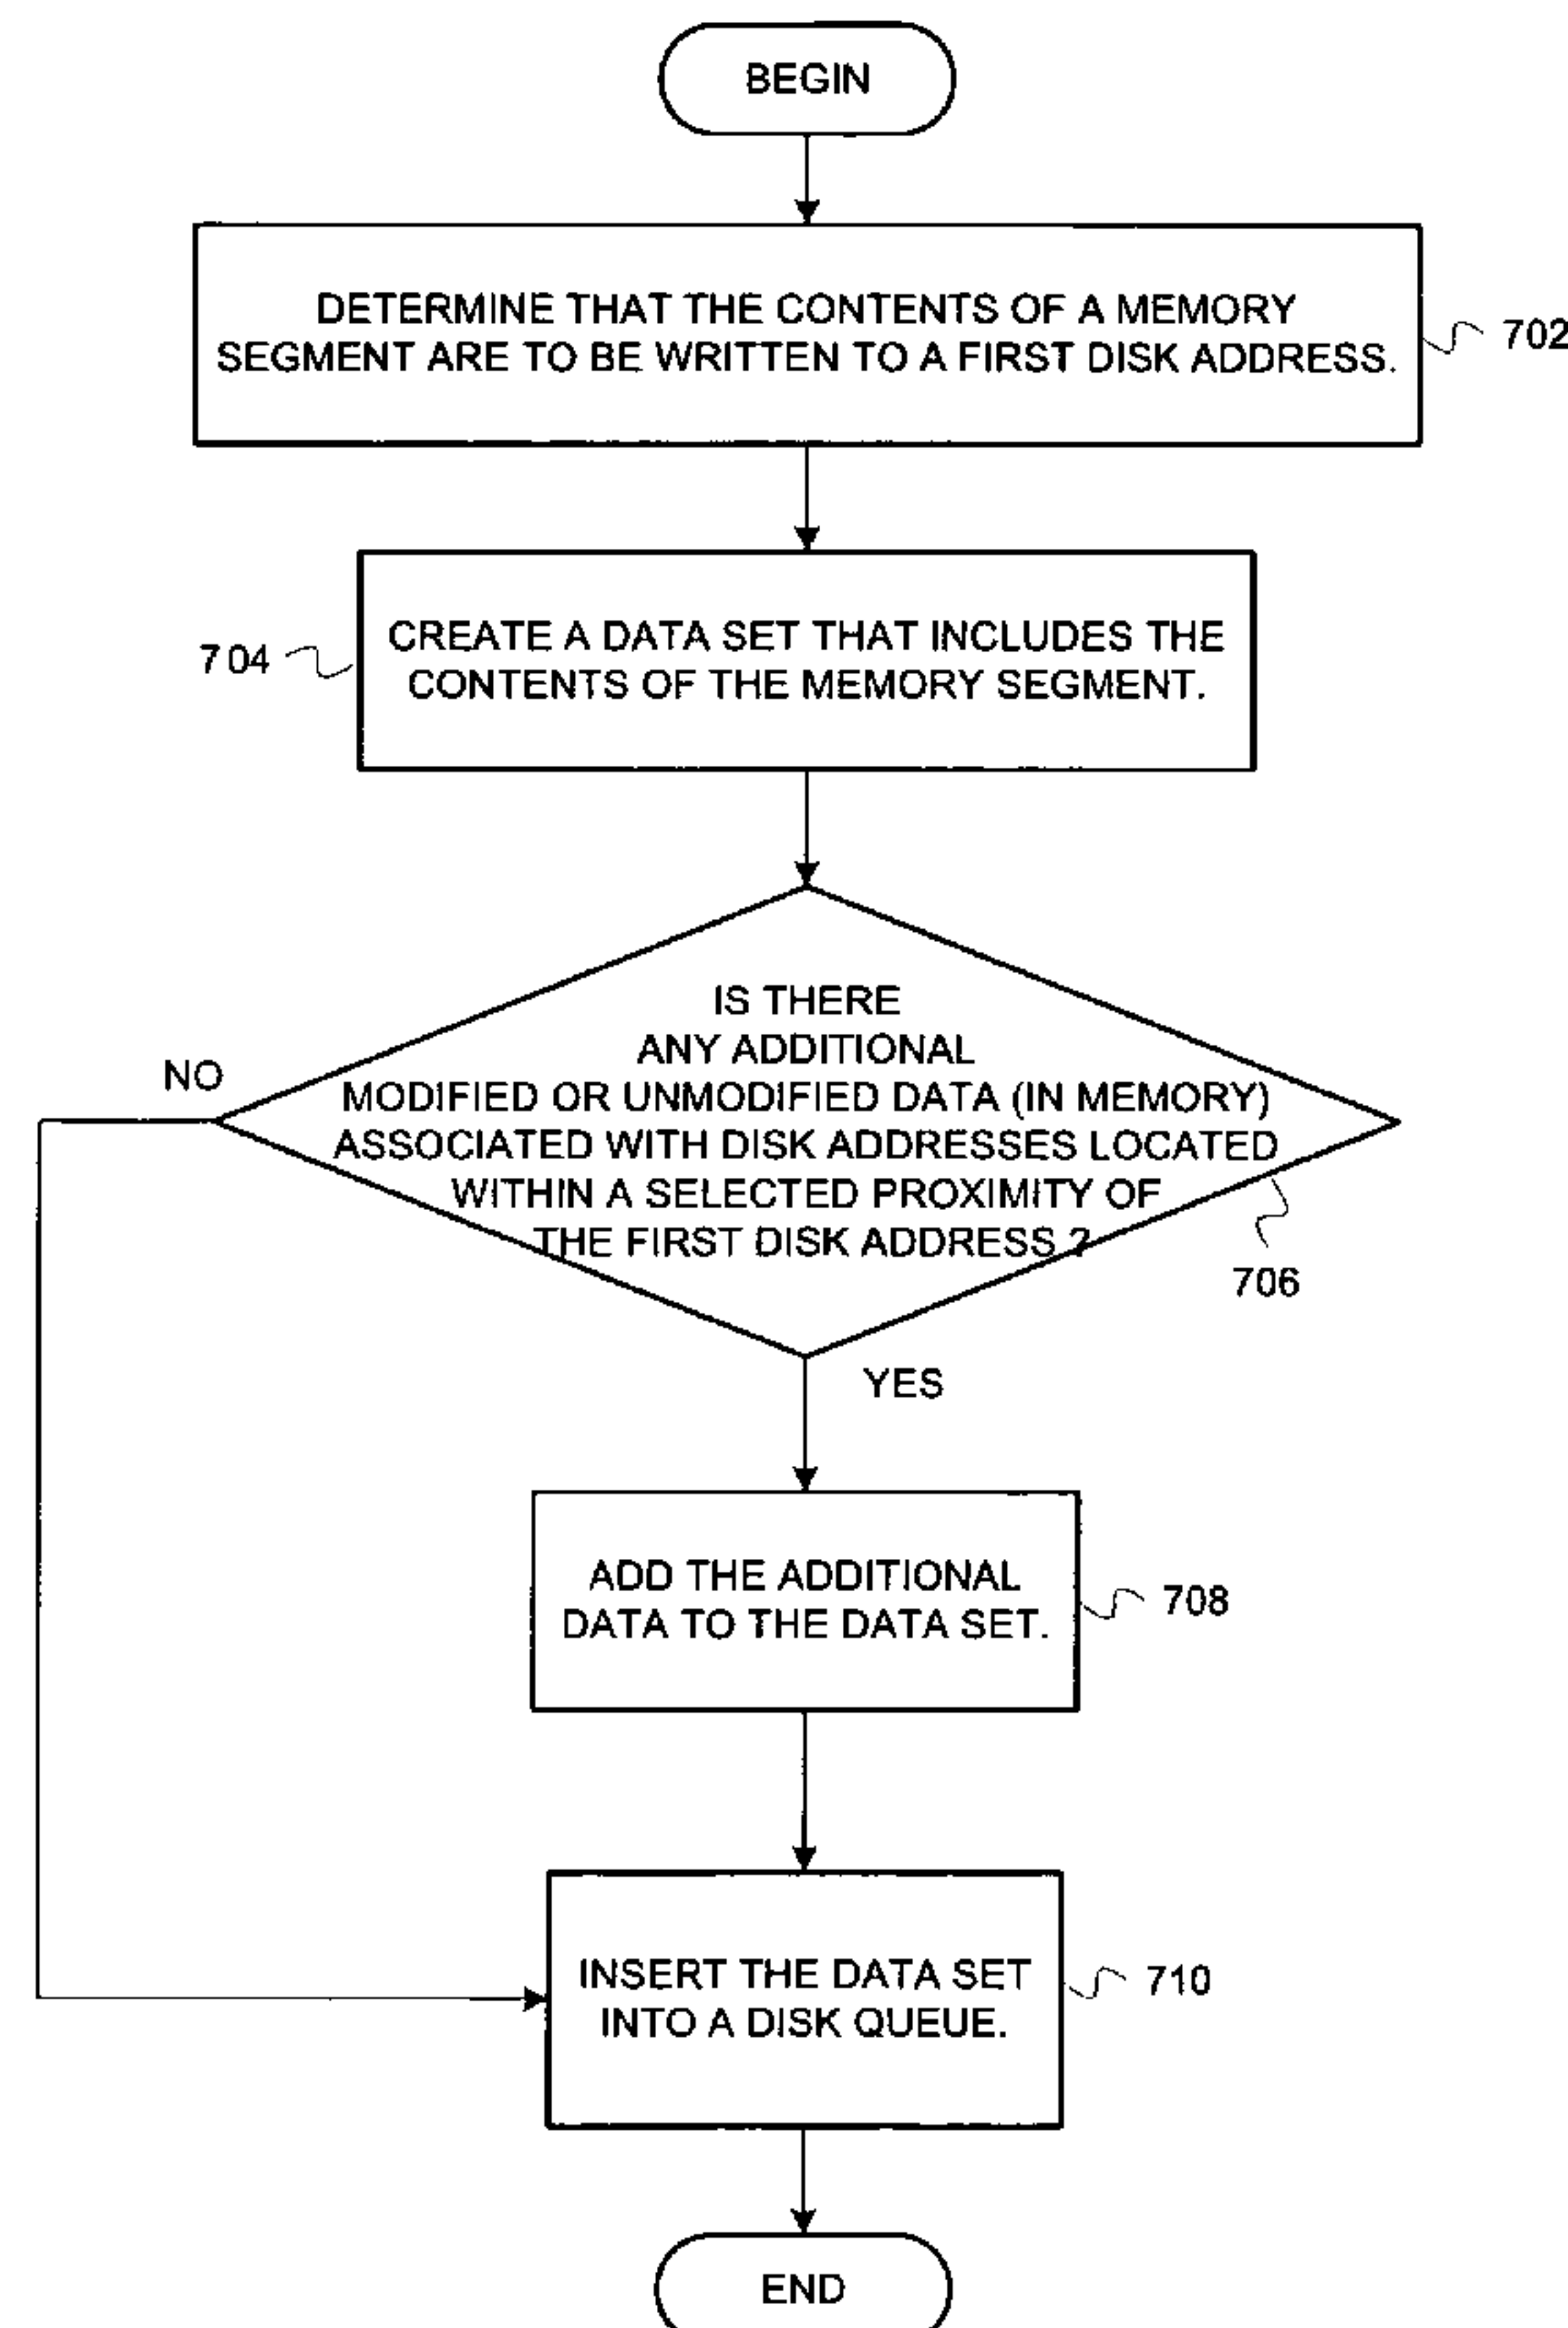 BEGIN
DETERMINE THAT THE CONTENTS OF A MEMORY
SEGMENT ARE TO BE WRITTEN TO A FIRST DISK ADDRESS.
702
CREATE A DATA SET THAT INCLUDES THE
CONTENTS OF THE MEMORY SEGMENT.
704
IS THERE
ANY ADDITIONAL
MODIFIED OR UNMODIFIED DATA (IN MEMORY)
ASSOCIATED WITH DISK ADDRESSES LOCATED
WITHIN A SELECTED PROXIMITY OF
THE FIRST DISK ADDRESS ?
NO
706
YES
ADD THE ADDITIONAL
DATA TO THE DATA SET.
708
INSERT THE DATA SET
INTO A DISK QUEUE.
710
END